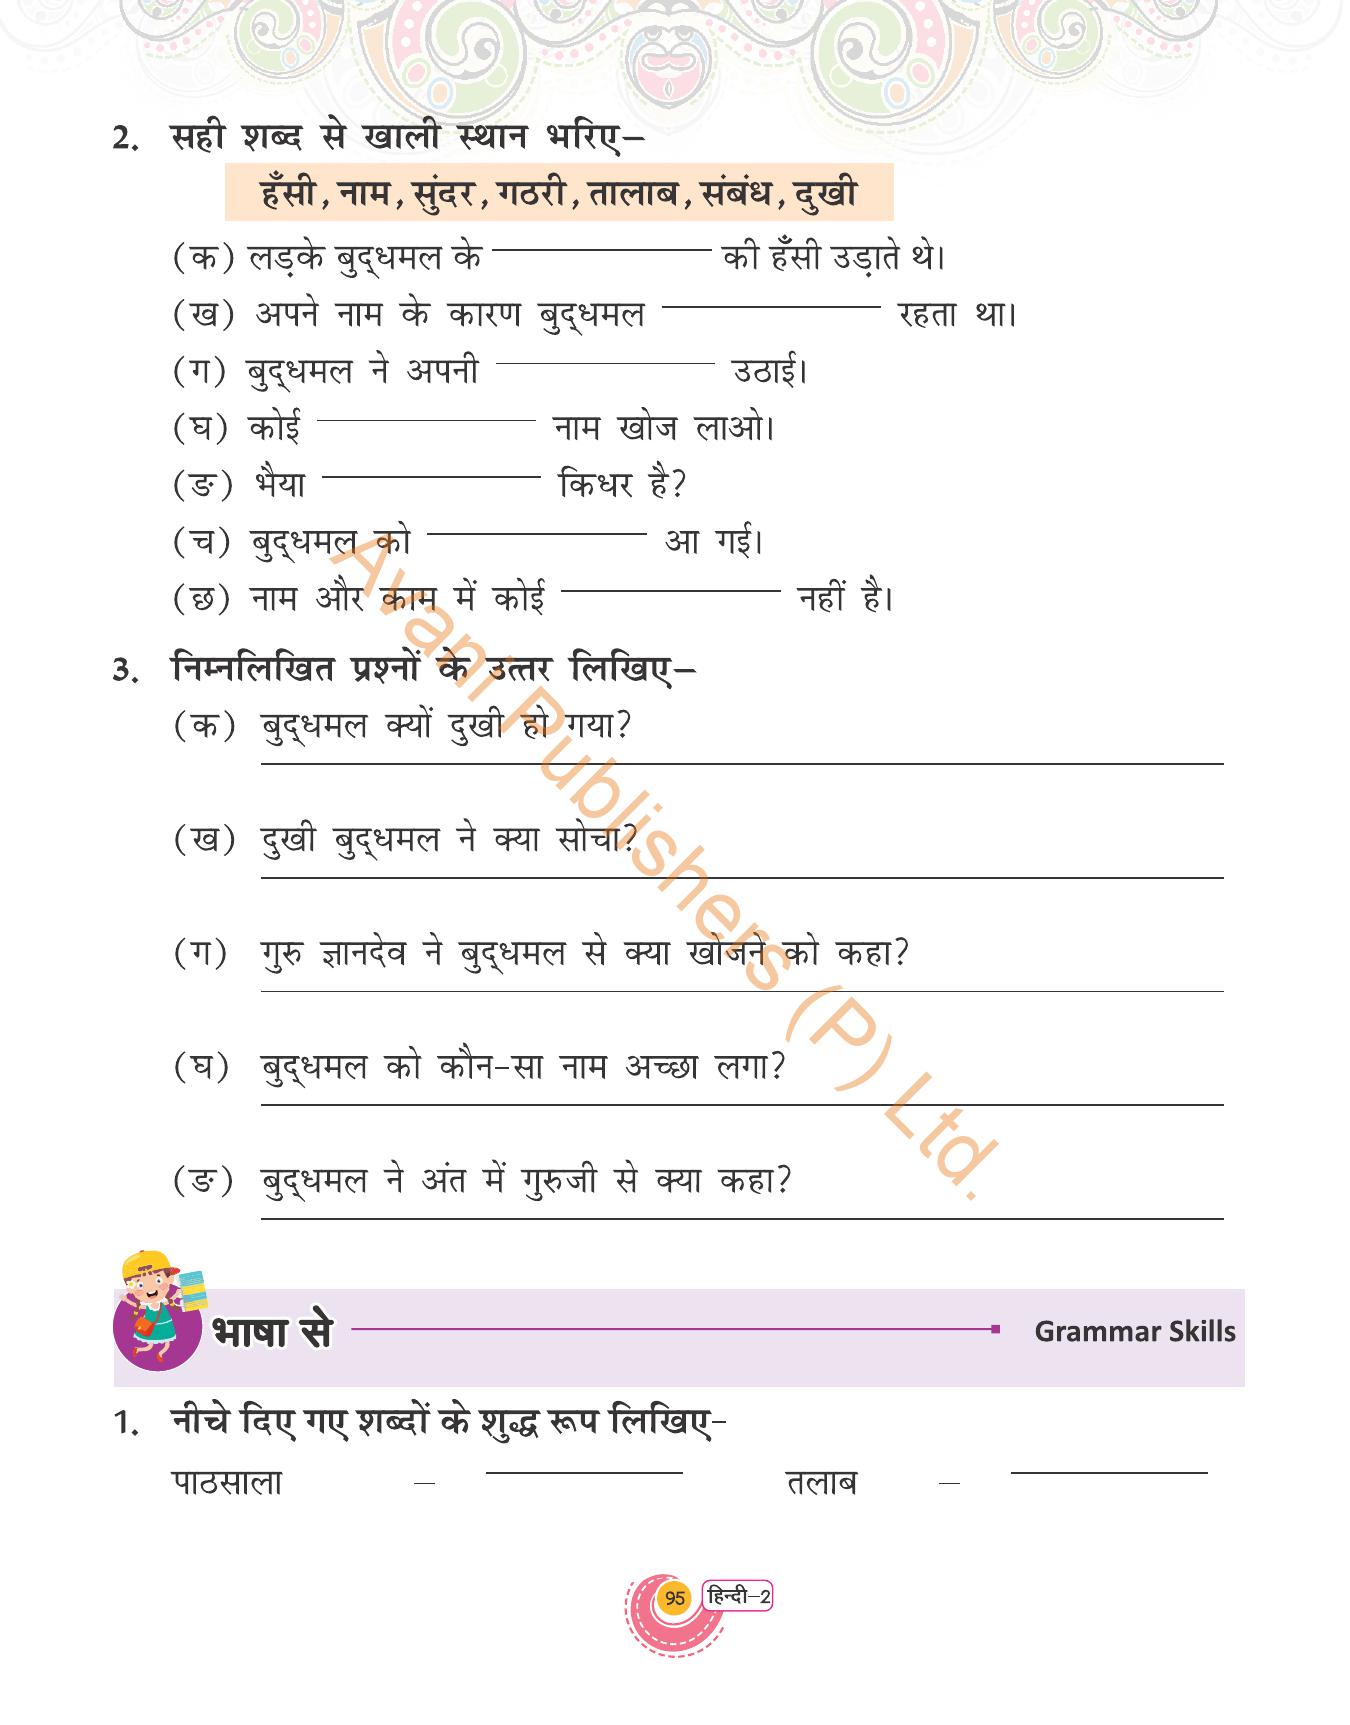 2. सही शब्द से खाली स्थान भरिए–
हँसी, नाम, सुंदर, गठरी, तालाब, संबंध, दुखी
(क) लड़के बुद्‌धमल के ____________ की हँसी उड़ाते थे।
(ख) अपने नाम के कारण बुद्‌धमल ____________ रहता था।
(ग) बुद्‌धमल ने अपनी ____________ उठाई।
(घ) कोई ____________ नाम खोज लाओ।
(ङ) भैया ____________ किधर है?
(च) बुद्‌धमल को ____________ आ गई।
(छ) नाम और काम में कोई ____________ नहीं है।
3. निम्नलिखित प्रश्नों के उत्तर लिखिए–
(क) बुद्‌धमल क्यों दुखी हो गया?
(ख) दुखी बुद्‌धमल ने क्या सोचा?
(ग) गुरु ज्ञानदेव ने बुद्‌धमल से क्या खोजने को कहा?
(घ) बुद्‌धमल को कौन-सा नाम अच्छा लगा?
(ङ) बुद्‌धमल ने अंत में गुरुजी से क्या कहा?
Avani Publishers (P) Ltd.
भाषा से Grammar Skills
1. नीचे दिए गए शब्दों के शुद्ध रूप लिखिए-
पाठसाला – ____________ तलाब – ____________
95 हिन्दी–2